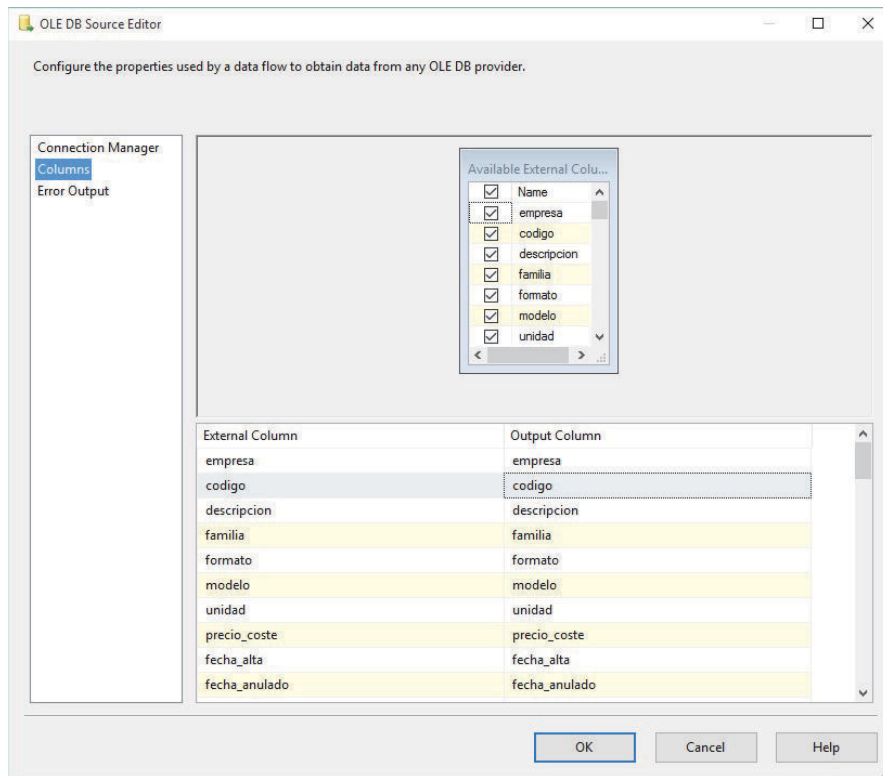 OLE DB Source Editor
Configure the properties used by a data flow to obtain data from any OLE DB provider.
Connection Manager
Columns
Error Output
Available External Colu...
Name
empresa
codigo
descripcion
familia
formato
modelo
unidad
External Column Output Column
empresa empresa
codigo codigo
descripcion descripcion
familia familia
formato formato
modelo modelo
unidad unidad
precio_coste precio_coste
fecha_alta fecha_alta
fecha_anulado fecha_anulado
OK Cancel Help